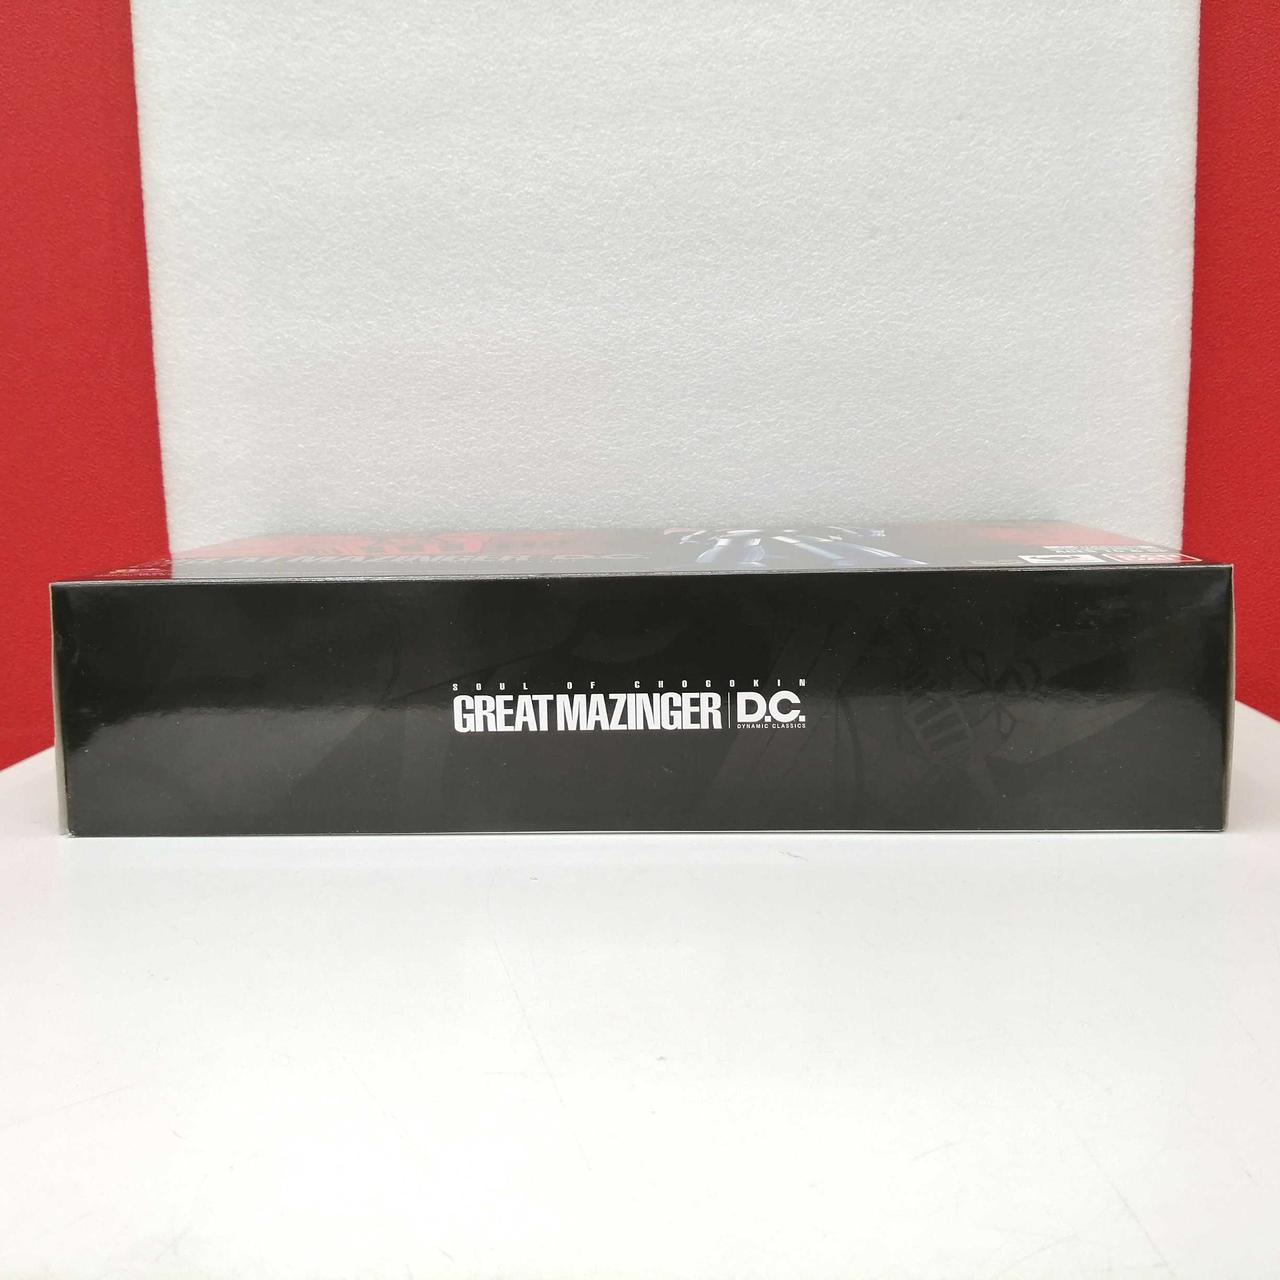 SOUL OF CHOGOKIN
GREAT MAZINGER D.C.
DYNAMIC CLASSICS